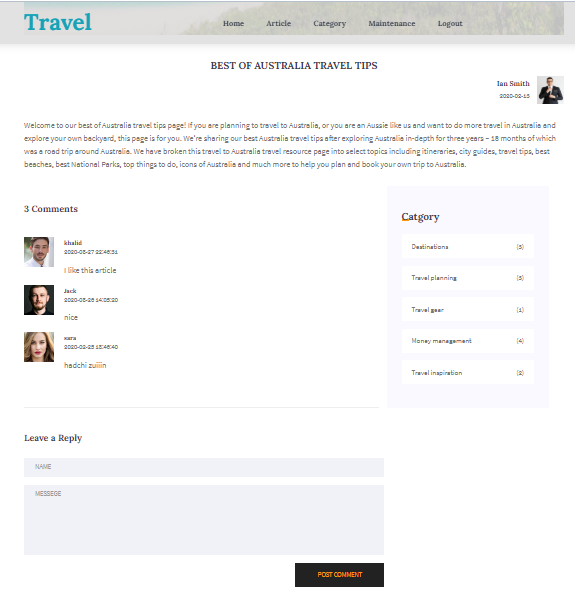 Travel
Home Article Category Maintenance Logout
BEST OF AUSTRALIA TRAVEL TIPS
Ian Smith
2020-02-15
Welcome to our best of Australia travel tips page! If you are planning to travel to Australia, or you are an Aussie like us and want to do more travel in Australia and
explore your own backyard, this page is for you. We're sharing our best Australia travel tips after exploring Australia in-depth for three years – 18 months of which
was a road trip around Australia. We have broken this travel to Australia travel resource page into select topics including itineraries, city guides, travel tips, best
beaches, best National Parks, top things to do, icons of Australia and much more to help you plan and book your own trip to Australia.
3 Comments
khalid
2020-03-27 22:46:51
I like this article
Jack
2020-03-26 14:05:20
nice
sara
2020-02-25 13:46:40
hadchi zuiiin
Catgory
Destinations (3)
Travel planning (3)
Travel gear (1)
Money management (4)
Travel inspiration (2)
Leave a Reply
NAME
MESSEGE
POST COMMENT